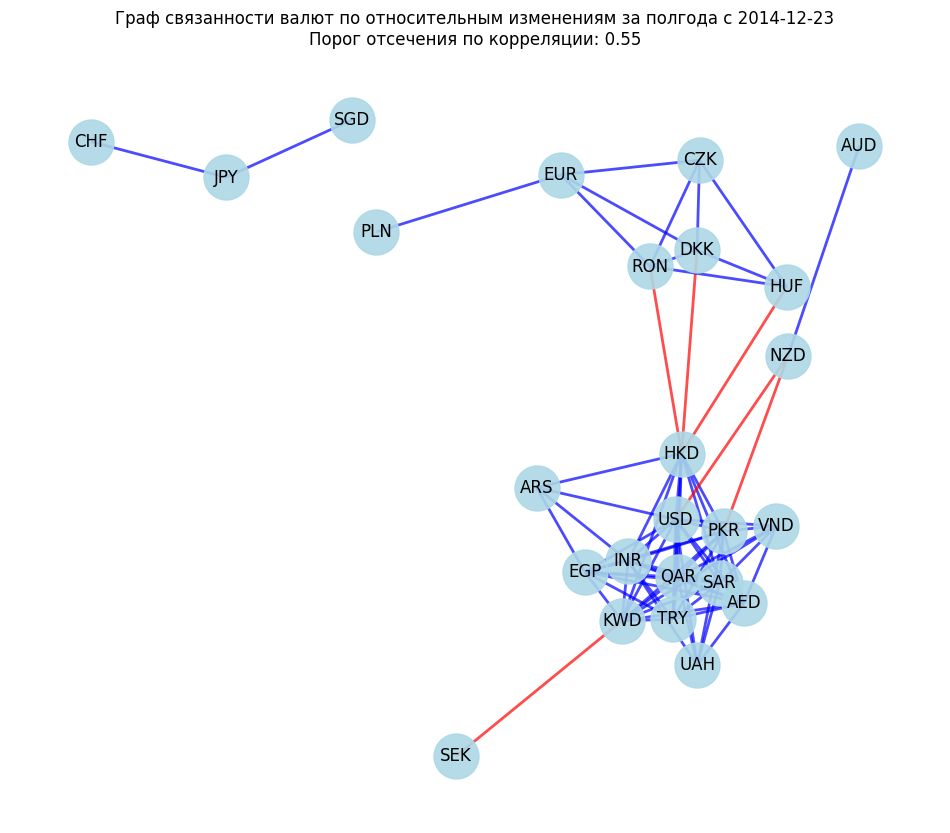 Граф связанности валют по относительным изменениям за полгода с 2014-12-23
Порог отсечения по корреляции: 0.55
SGD
CHF
AUD
CZK
EUR
JPY
PLN
DKK
RON
HUF
NZD
HKD
ARS
USD
VND
PKR
INR
EGP
QAR
SAR
AED
KWD
TRY
UAH
SEK